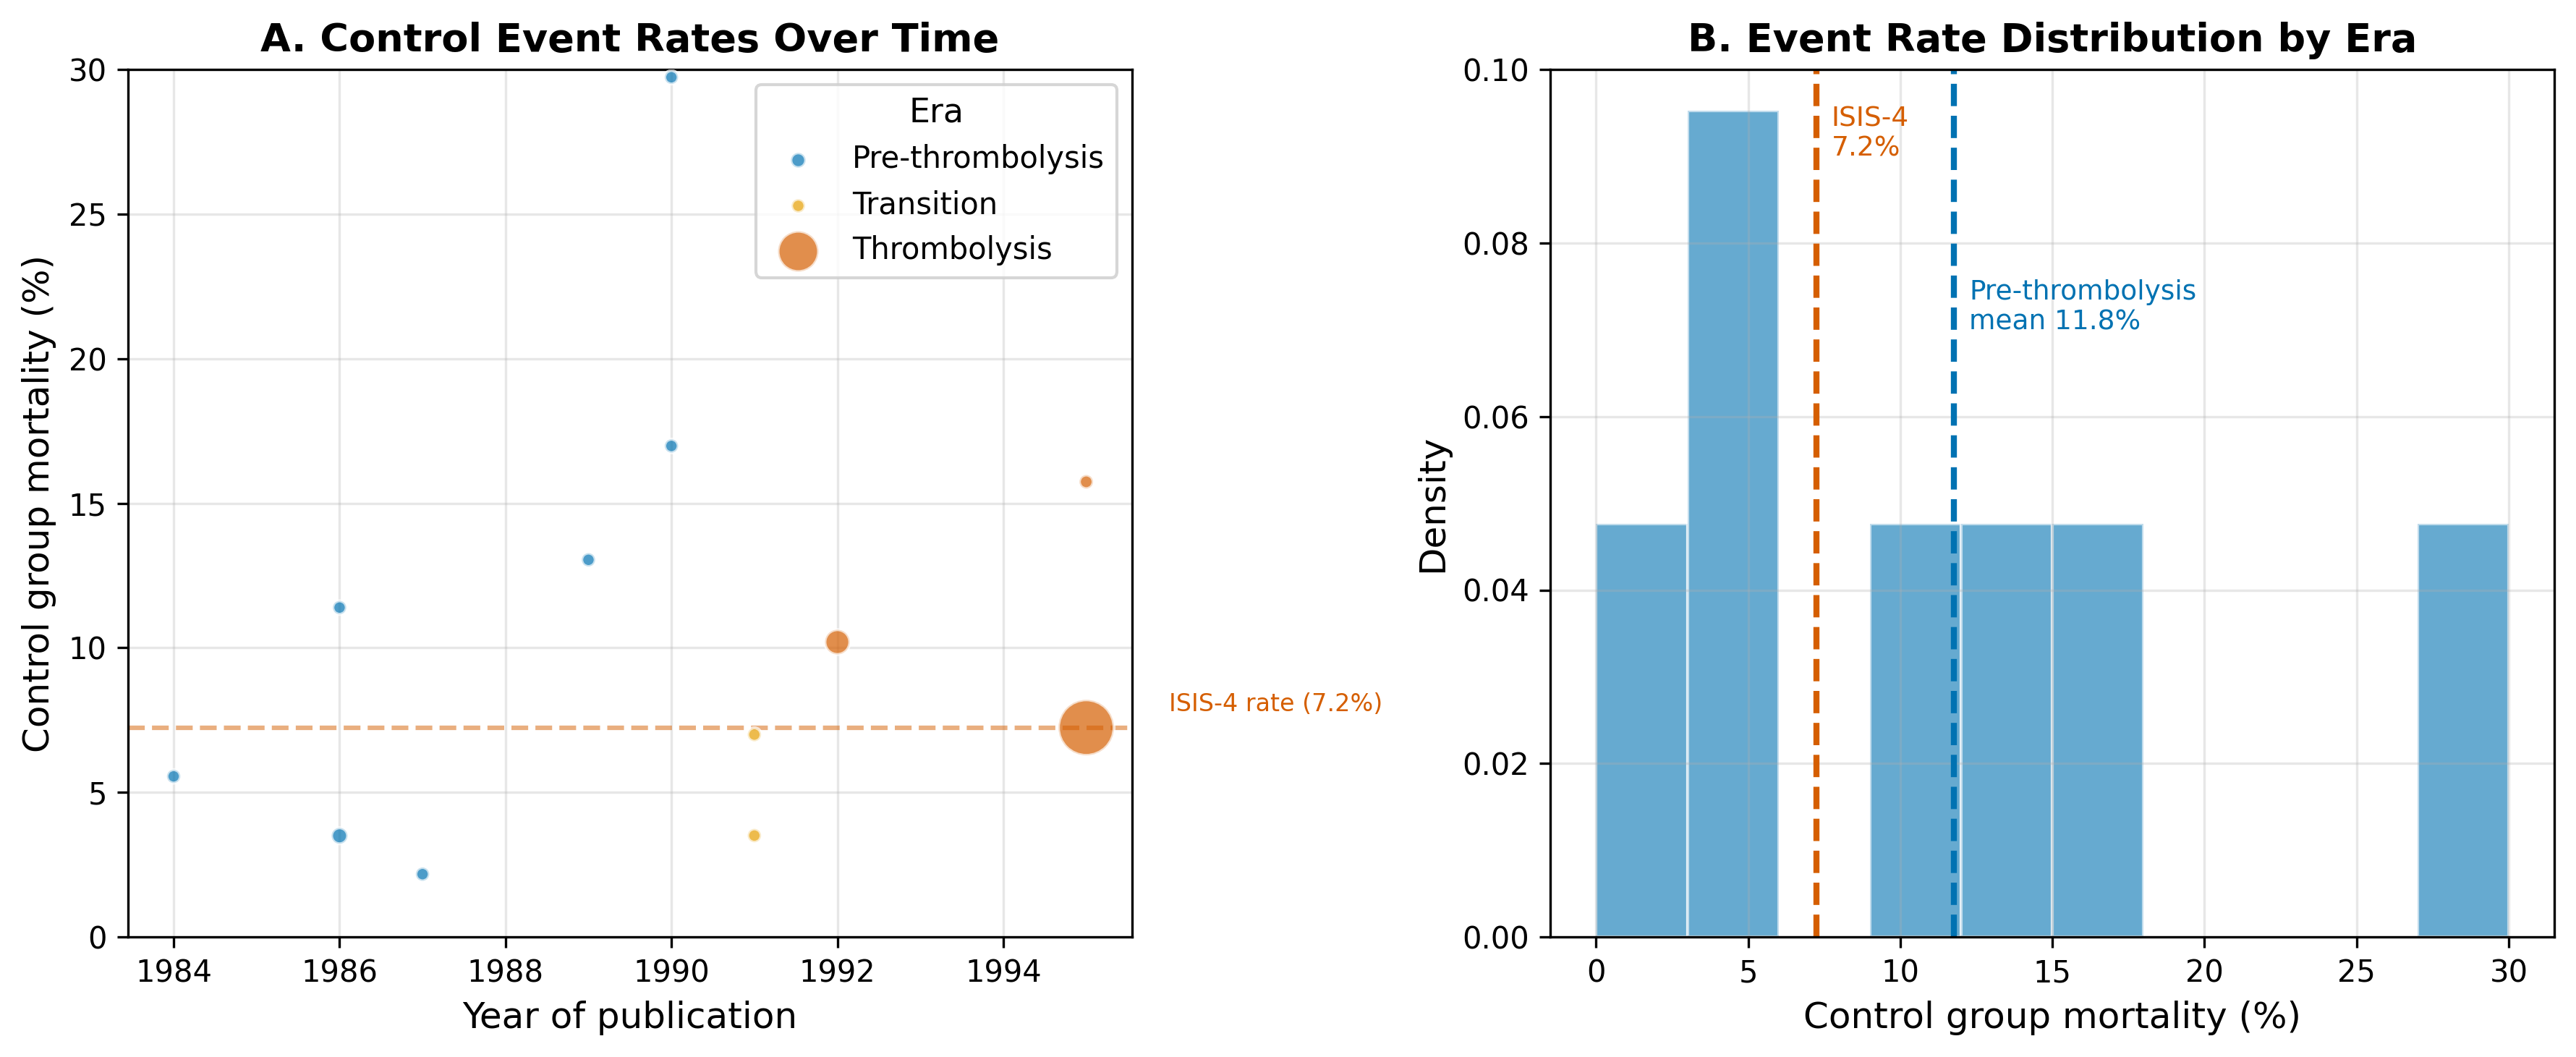 A. Control Event Rates Over Time
Control group mortality (%)
30
25
20
15
10
5
0
Era
Pre-thrombolysis
Transition
Thrombolysis
ISIS-4 rate (7.2%)
1984 1986 1988 1990 1992 1994
Year of publication
B. Event Rate Distribution by Era
Density
0.10
0.08
0.06
0.04
0.02
0.00
ISIS-4
7.2%
Pre-thrombolysis
mean 11.8%
0 5 10 15 20 25 30
Control group mortality (%)